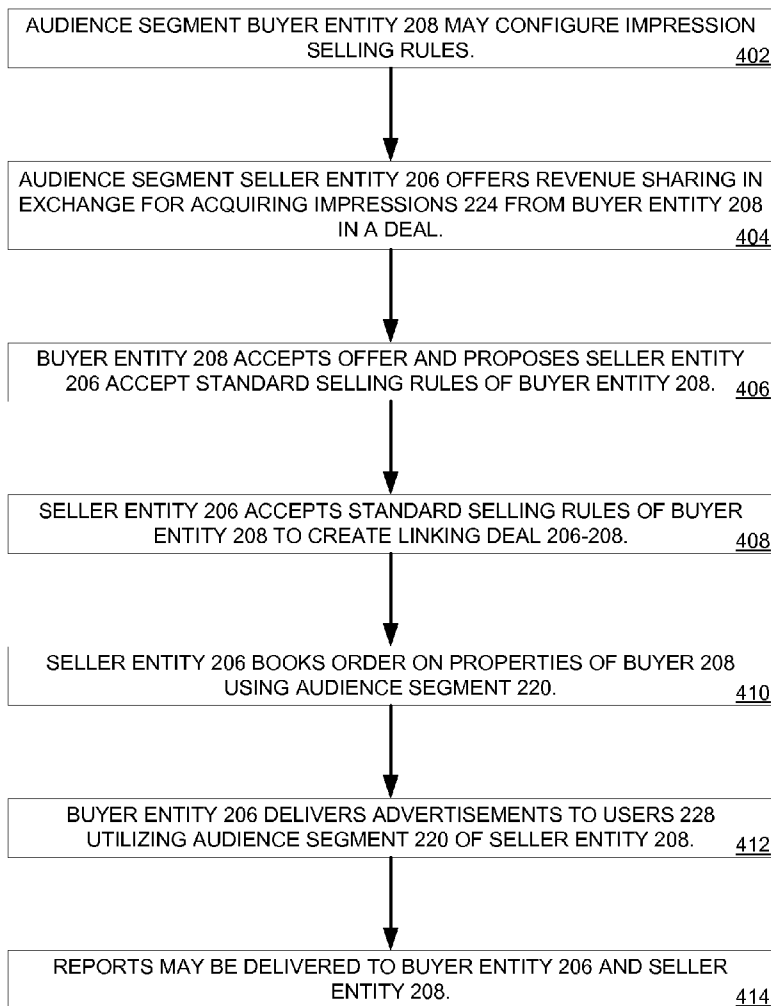 AUDIENCE SEGMENT BUYER ENTITY 208 MAY CONFIGURE IMPRESSION
SELLING RULES.
402
AUDIENCE SEGMENT SELLER ENTITY 206 OFFERS REVENUE SHARING IN
EXCHANGE FOR ACQUIRING IMPRESSIONS 224 FROM BUYER ENTITY 208
IN A DEAL.
404
BUYER ENTITY 208 ACCEPTS OFFER AND PROPOSES SELLER ENTITY
206 ACCEPT STANDARD SELLING RULES OF BUYER ENTITY 208.
406
SELLER ENTITY 206 ACCEPTS STANDARD SELLING RULES OF BUYER
ENTITY 208 TO CREATE LINKING DEAL 206-208.
408
SELLER ENTITY 206 BOOKS ORDER ON PROPERTIES OF BUYER 208
USING AUDIENCE SEGMENT 220.
410
BUYER ENTITY 206 DELIVERS ADVERTISEMENTS TO USERS 228
UTILIZING AUDIENCE SEGMENT 220 OF SELLER ENTITY 208.
412
REPORTS MAY BE DELIVERED TO BUYER ENTITY 206 AND SELLER
ENTITY 208.
414